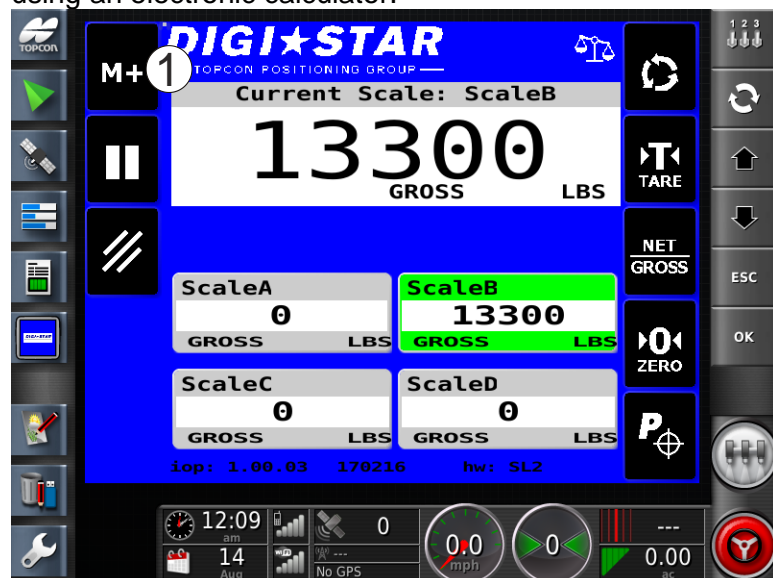 using an electronic calculator.
TOPCON
DIGI★STAR
TOPCON POSITIONING GROUP
1
M+
Current Scale: ScaleB
13300
GROSS LBS
TARE
NET
GROSS
ZERO
ScaleA
0
GROSS LBS
ScaleB
13300
GROSS LBS
ScaleC
0
GROSS LBS
ScaleD
0
GROSS LBS
P
iop: 1.00.03 170216 hw: SL2
1 2 3
ESC
OK
DIGI-STAR
12:09
am
14
Aug
0
---
No GPS
0.0
mph
0
---
0.00
ac